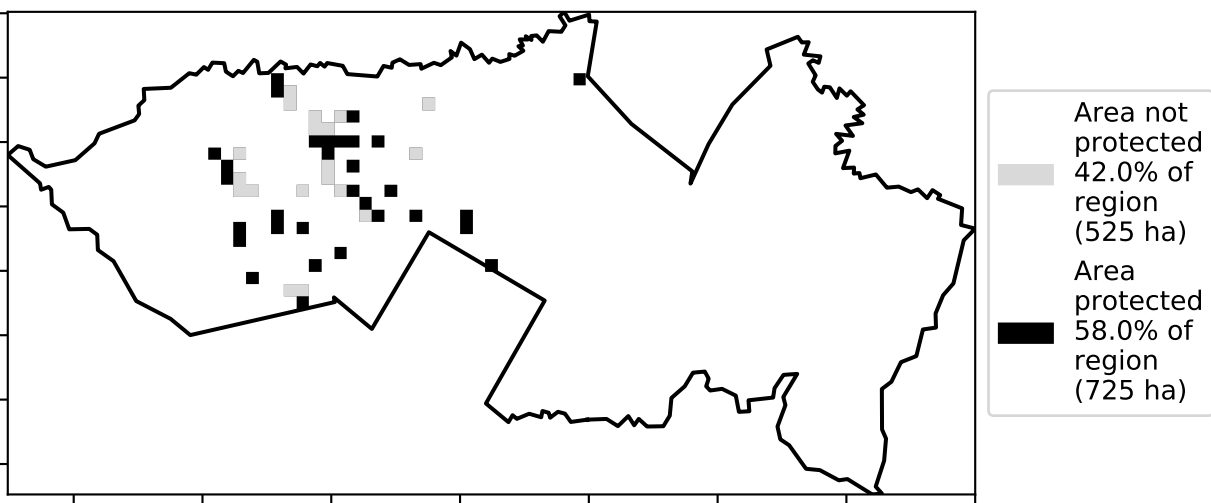 Area not
protected
42.0% of
region
(525 ha)
Area
protected
58.0% of
region
(725 ha)